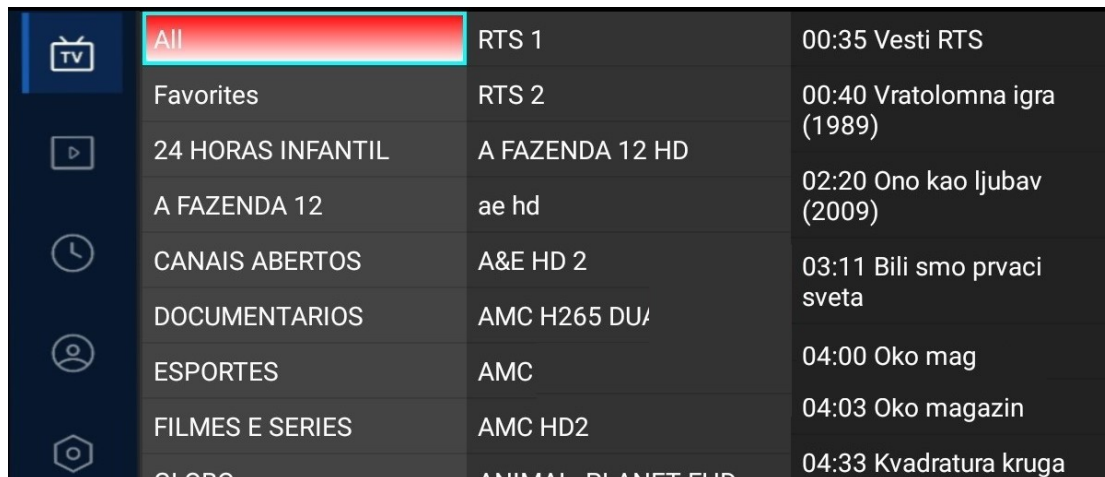 TV
All
Favorites
24 HORAS INFANTIL
A FAZENDA 12
CANAIS ABERTOS
DOCUMENTARIOS
ESPORTES
FILMES E SERIES
RTS 1
RTS 2
A FAZENDA 12 HD
ae hd
A&E HD 2
AMC H265
AMC
AMC HD2
00:35 Vesti RTS
00:40 Vratolomna igra
(1989)
02:20 Ono kao ljubav
(2009)
03:11 Bili smo prvaci
sveta
04:00 Oko mag
04:03 Oko magazin
04:33 Kvadratura kruga